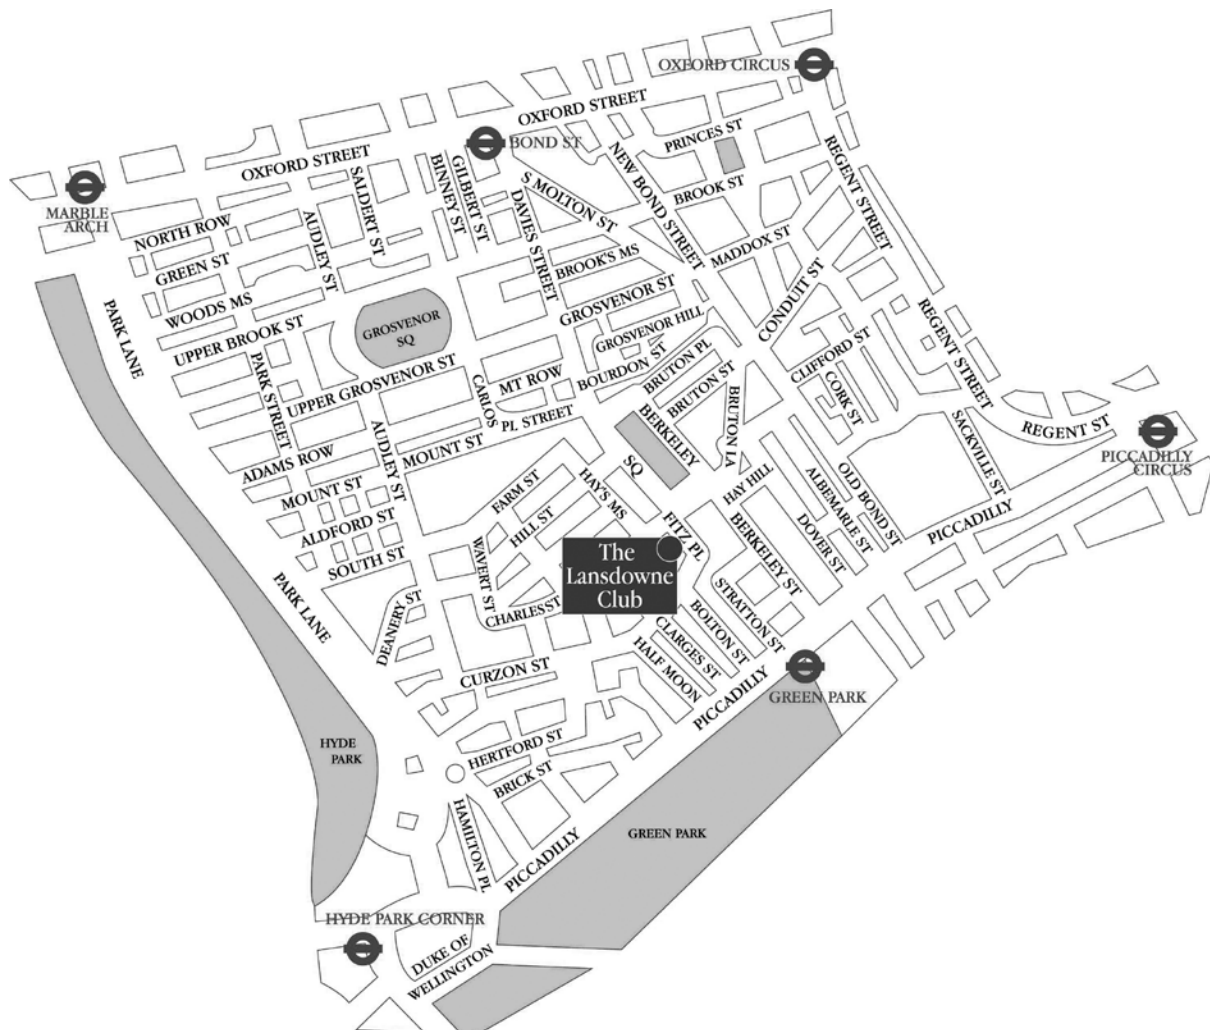 OXFORD CIRCUS
OXFORD STREET
BOND ST
PRINCES ST
OXFORD STREET
MARBLE
ARCH
NORTH ROW
GREEN ST
WOODS MS
UPPER BROOK ST
AUDLEY ST
SALDERT ST
BINNEY ST
GILBERT ST
DAVIES STREET
S MOLTON ST
NEW BOND STREET
BROOK ST
MADDOX ST
REGENT STREET
BROOK'S MS
GROSVENOR ST
GROSVENOR HILL
CONDUIT ST
PARK LANE
GROSVENOR
SQ
PARK STREET
UPPER GROSVENOR ST
CARLOS
PL
MT ROW
STREET
BOURDON ST
BRUTON PL
BRUTON ST
BRUTON LA
CLIFFORD ST
CORK ST
REGENT STREET
REGENT ST
SACKVILLE ST
PICCADILLY
CIRCUS
ADAMS ROW
MOUNT ST
MOUNT ST
AUDLEY ST
BERKELEY
SQ
ALDFORD ST
SOUTH ST
FARM ST
HILL ST
HAY'S MS
HAY HILL
ALBEMARLE ST
OLD BOND ST
PICCADILLY
DOVER ST
BERKELEY ST
FITZ PL
The
Lansdowne
Club
WAVERT ST
CHARLES ST
DEANERY ST
PARK LANE
STRATTON ST
BOLTON ST
CLARGES ST
HALF MOON
CURZON ST
PICCADILLY
GREEN PARK
HYDE
PARK
HERTFORD ST
BRICK ST
HAMILTON PL
PICCADILLY
GREEN PARK
HYDE PARK CORNER
DUKE OF
WELLINGTON